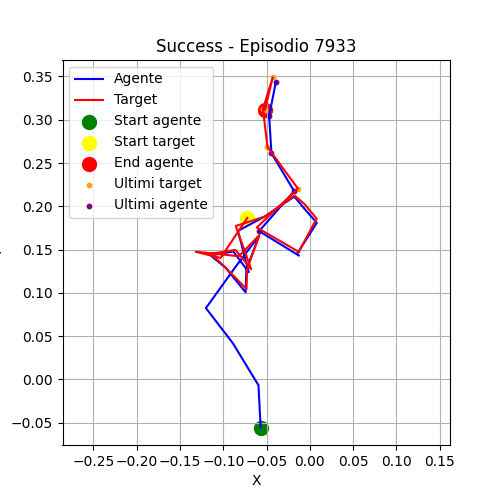 Success - Episodio 7933
Agente
Target
Start agente
Start target
End agente
Ultimi target
Ultimi agente
0.35
0.30
0.25
0.20
0.15
0.10
0.05
0.00
−0.05
−0.25 −0.20 −0.15 −0.10 −0.05 0.00 0.05 0.10 0.15
X